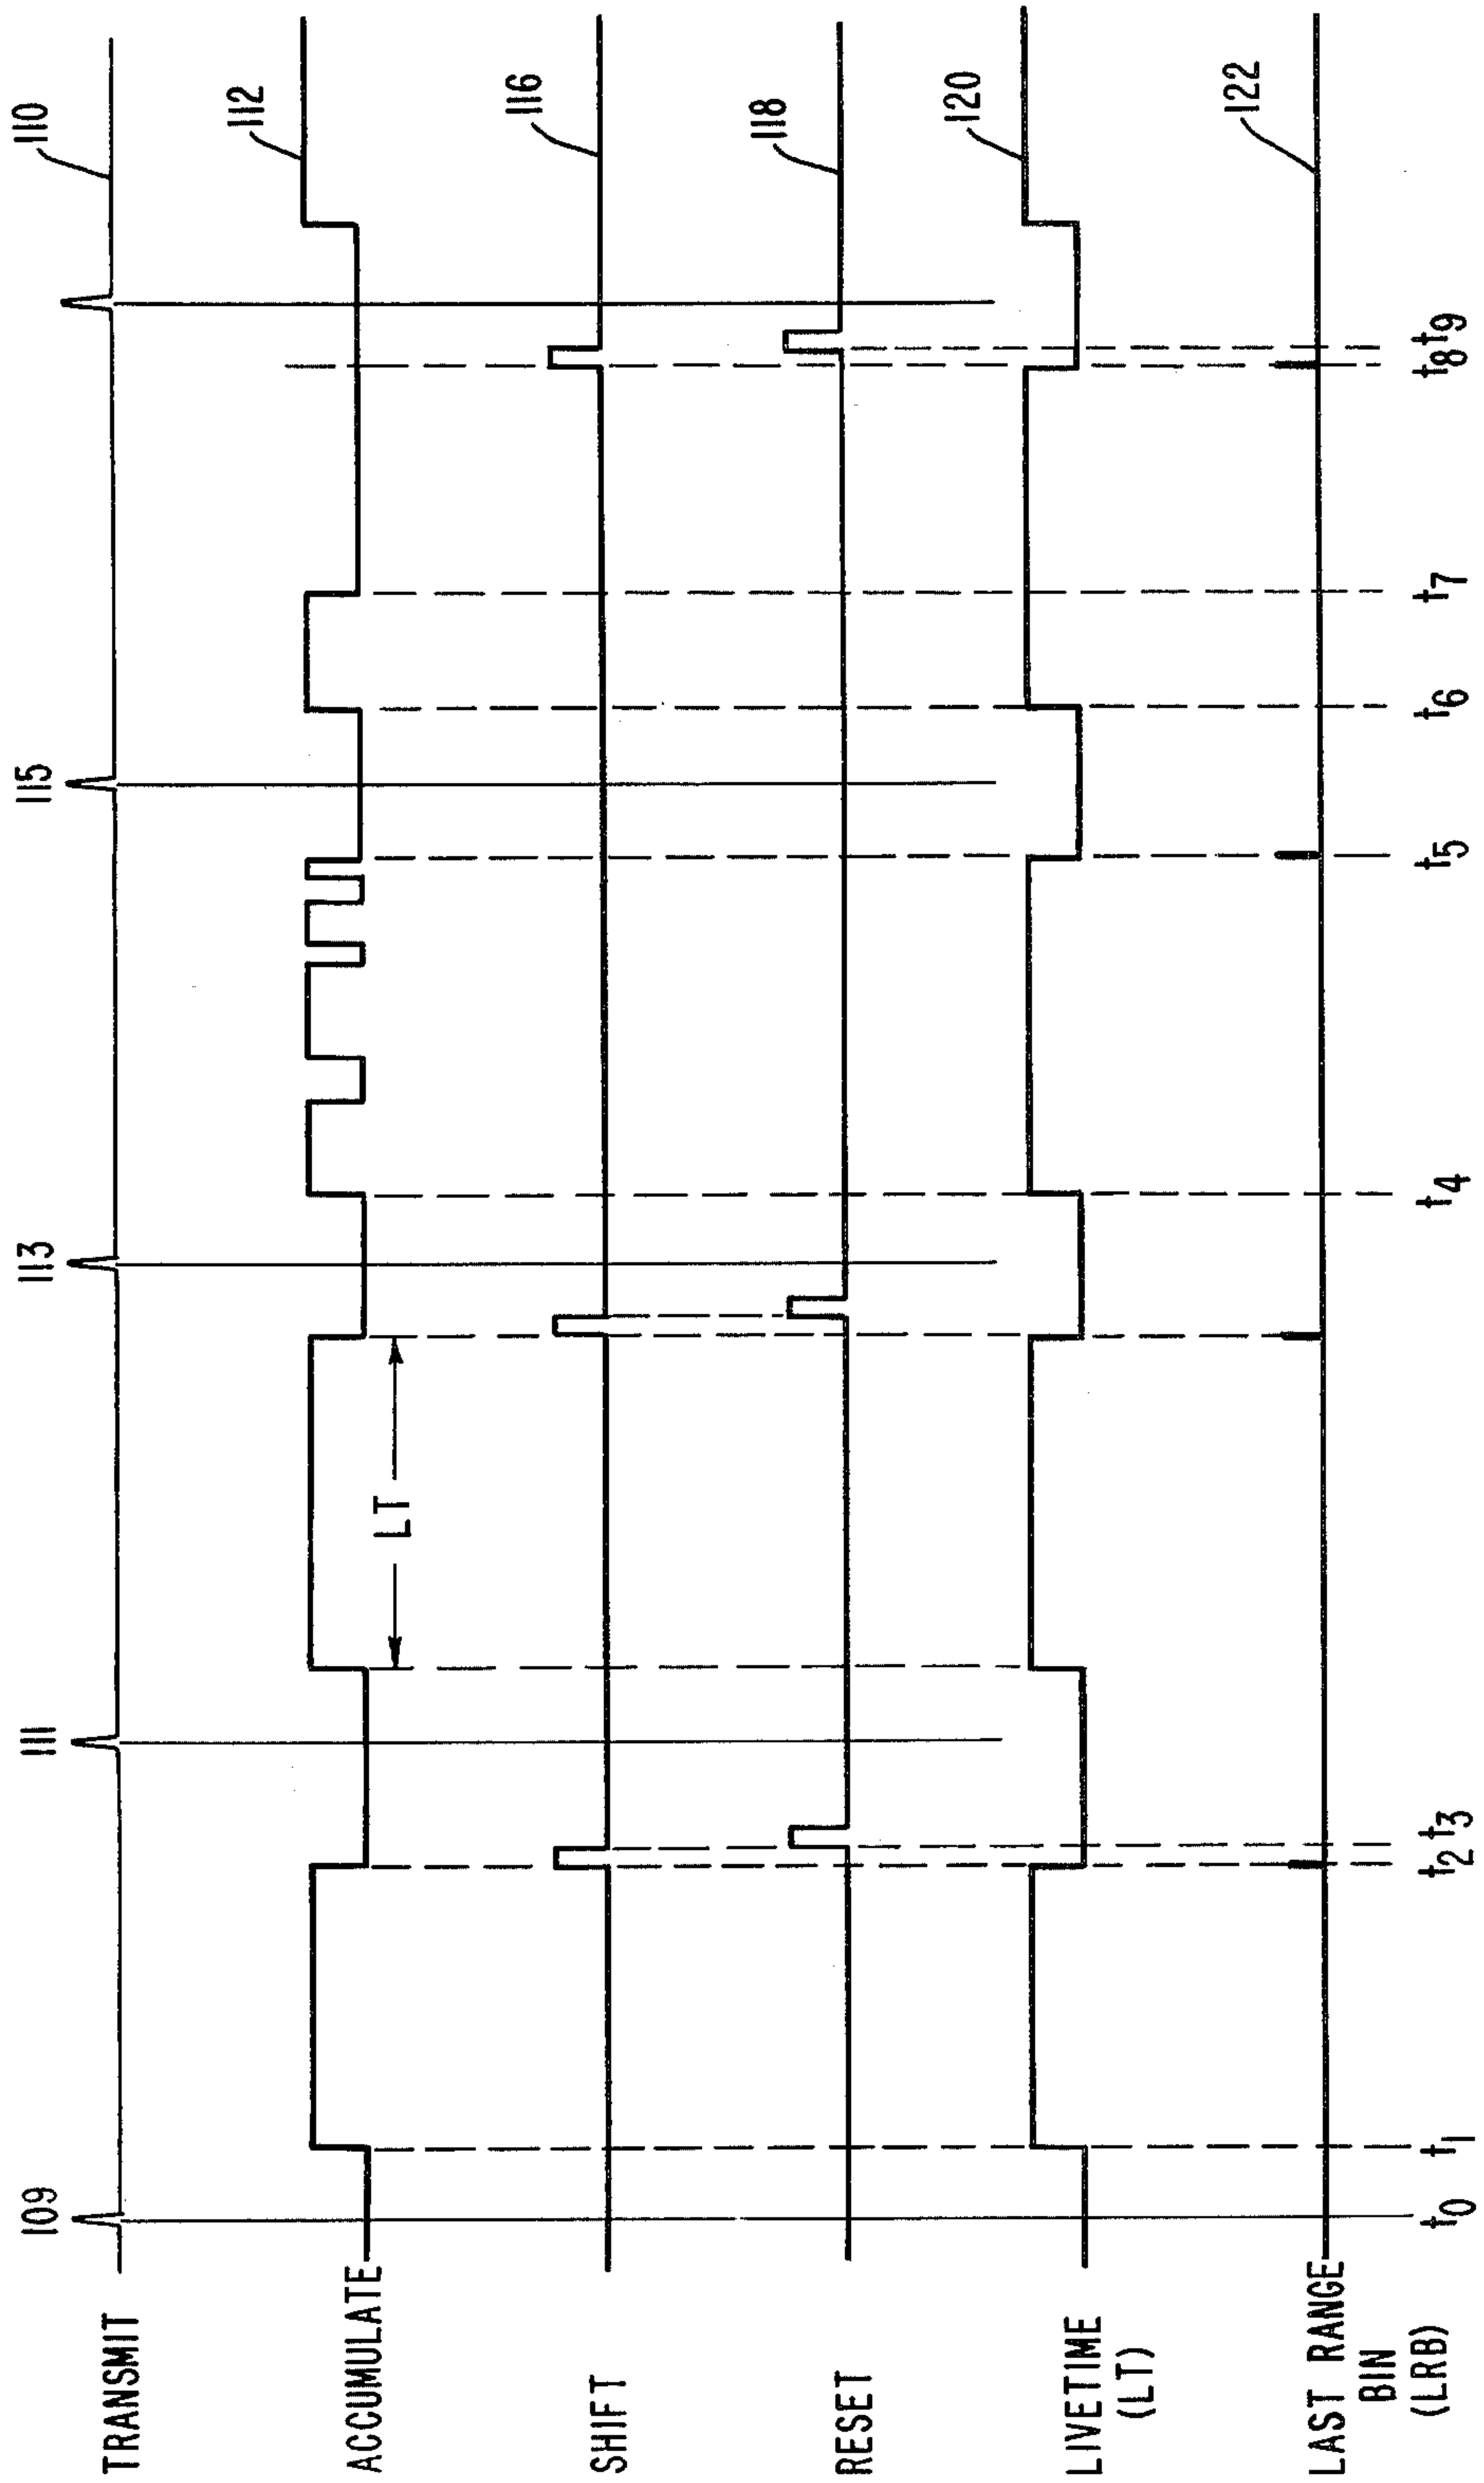 109
111
113
115
TRANSMIT
110
ACCUMULATE
112
LT
SHIFT
116
RESET
118
LIVETIME
(LT)
120
LAST RANGE
BIN
(LRB)
122
t0
t1
t2
t3
t4
t5
t6
t7
t8
t9